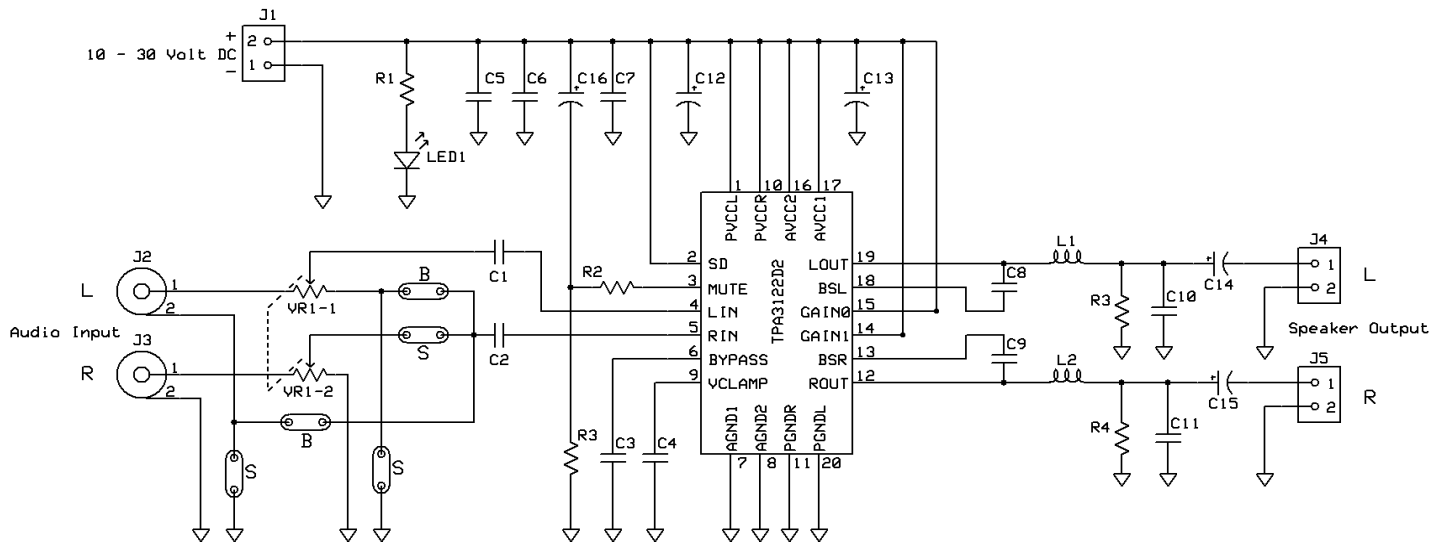 J1
+
2
10 - 30 Volt DC
1
−
R1
C5
C6
C16
+
C7
C12
+
C13
+
LED1
1 10 16 17
PVCCL
PVCCR
AVCC2
AVCC1
TPA3122D2
2 SD
3 MUTE
4 LIN
5 RIN
6 BYPASS
9 VCLAMP
LOUT 19
BSL 18
GAIN0 15
GAIN1 14
BSR 13
ROUT 12
AGND1
AGND2
PGNDR
PGNDL
7 8 11 20
J2
L
1
2
Audio Input
J3
R
1
2
VR1-1
VR1-2
B
S
B
S
S
C1
C2
R2
R3
C3
C4
C8
L1
R3
C10
+
C14
J4
1
2
L
Speaker Output
C9
L2
R4
C11
+
C15
J5
1
2
R